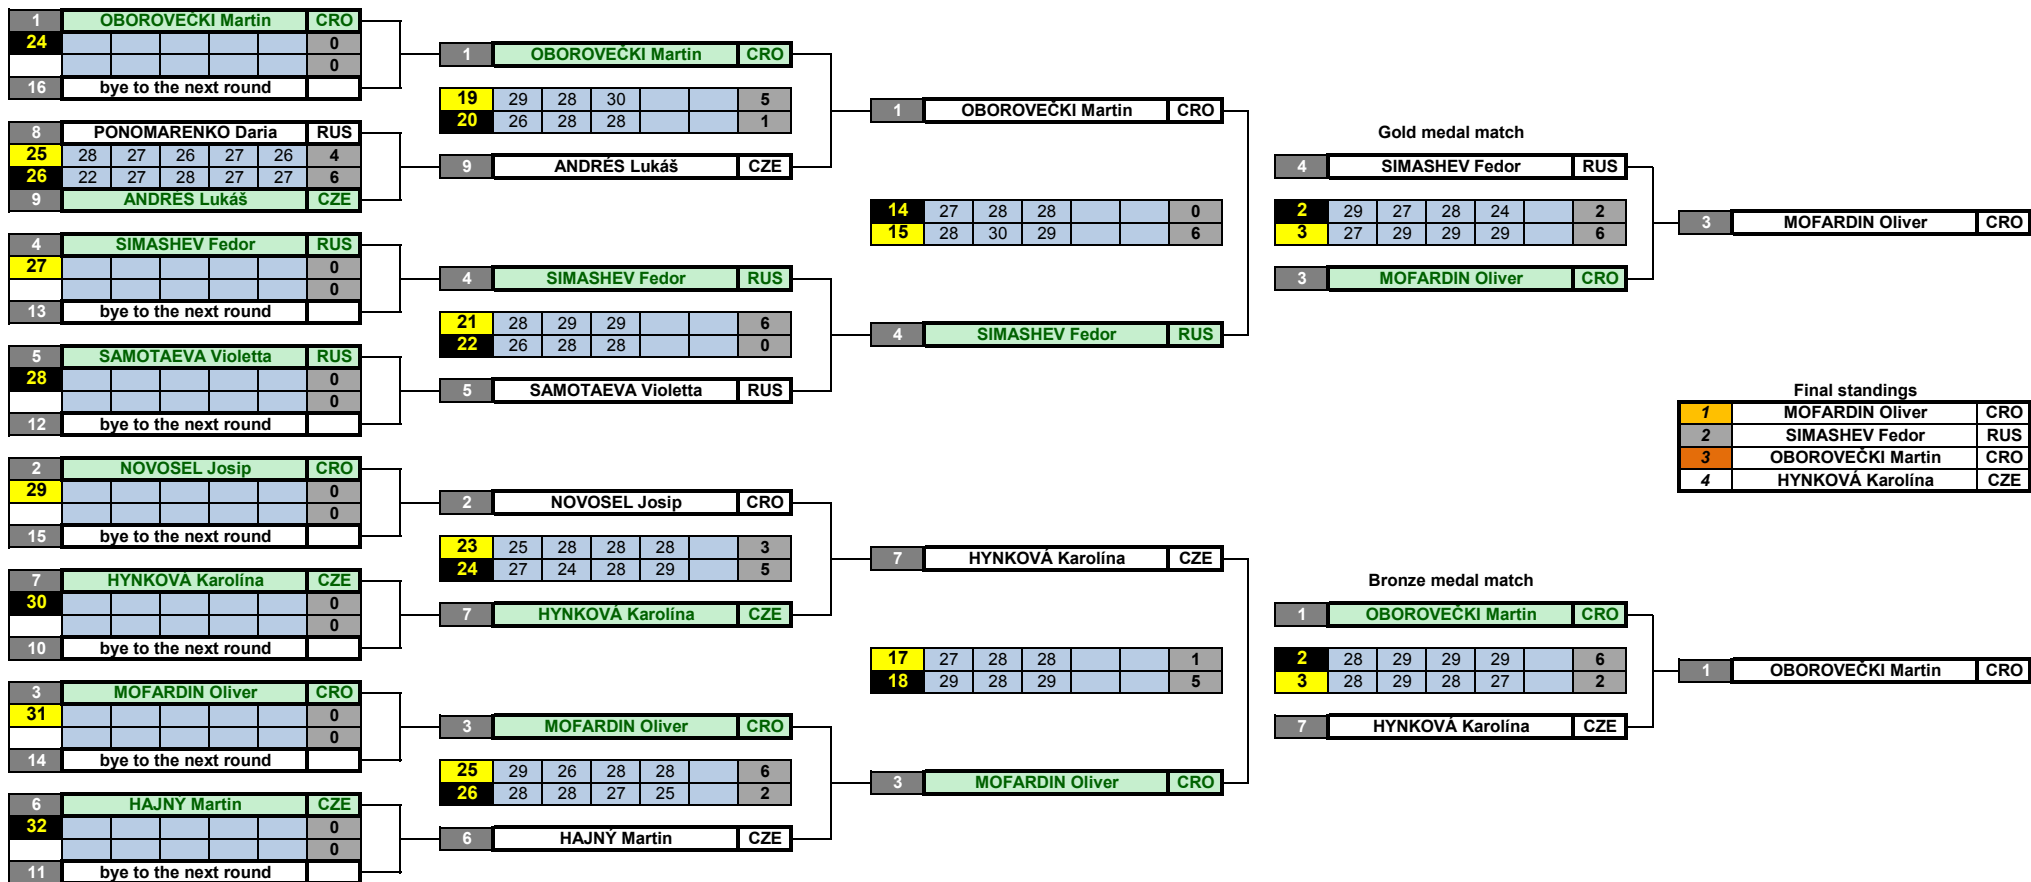 1 OBOROVEČKI Martin CRO
24 0
0
16 bye to the next round
8 PONOMARENKO Daria RUS
25 28 27 26 27 26 4
26 22 27 28 27 27 6
9 ANDRÉS Lukáš CZE
4 SIMASHEV Fedor RUS
27 0
0
13 bye to the next round
5 SAMOTAEVA Violetta RUS
28 0
0
12 bye to the next round
2 NOVOSEL Josip CRO
29 0
0
15 bye to the next round
7 HYNKOVÁ Karolína CZE
30 0
0
10 bye to the next round
3 MOFARDIN Oliver CRO
31 0
0
14 bye to the next round
6 HAJNÝ Martin CZE
32 0
0
11 bye to the next round
1 OBOROVEČKI Martin CRO
19 29 28 30 5
20 26 28 28 1
9 ANDRÉS Lukáš CZE
4 SIMASHEV Fedor RUS
21 28 29 29 6
22 26 28 28 0
5 SAMOTAEVA Violetta RUS
2 NOVOSEL Josip CRO
23 25 28 28 28 3
24 27 24 28 29 5
7 HYNKOVÁ Karolína CZE
3 MOFARDIN Oliver CRO
25 29 26 28 28 6
26 28 28 27 25 2
6 HAJNÝ Martin CZE
1 OBOROVEČKI Martin CRO
14 27 28 28 0
15 28 30 29 6
4 SIMASHEV Fedor RUS
7 HYNKOVÁ Karolína CZE
17 27 28 28 1
18 29 28 29 5
3 MOFARDIN Oliver CRO
Gold medal match
4 SIMASHEV Fedor RUS
2 29 27 28 24 2
3 27 29 29 29 6
3 MOFARDIN Oliver CRO
Bronze medal match
1 OBOROVEČKI Martin CRO
2 28 29 29 29 6
3 28 29 28 27 2
7 HYNKOVÁ Karolína CZE
3 MOFARDIN Oliver CRO
Final standings
1 MOFARDIN Oliver CRO
2 SIMASHEV Fedor RUS
3 OBOROVEČKI Martin CRO
4 HYNKOVÁ Karolína CZE
1 OBOROVEČKI Martin CRO